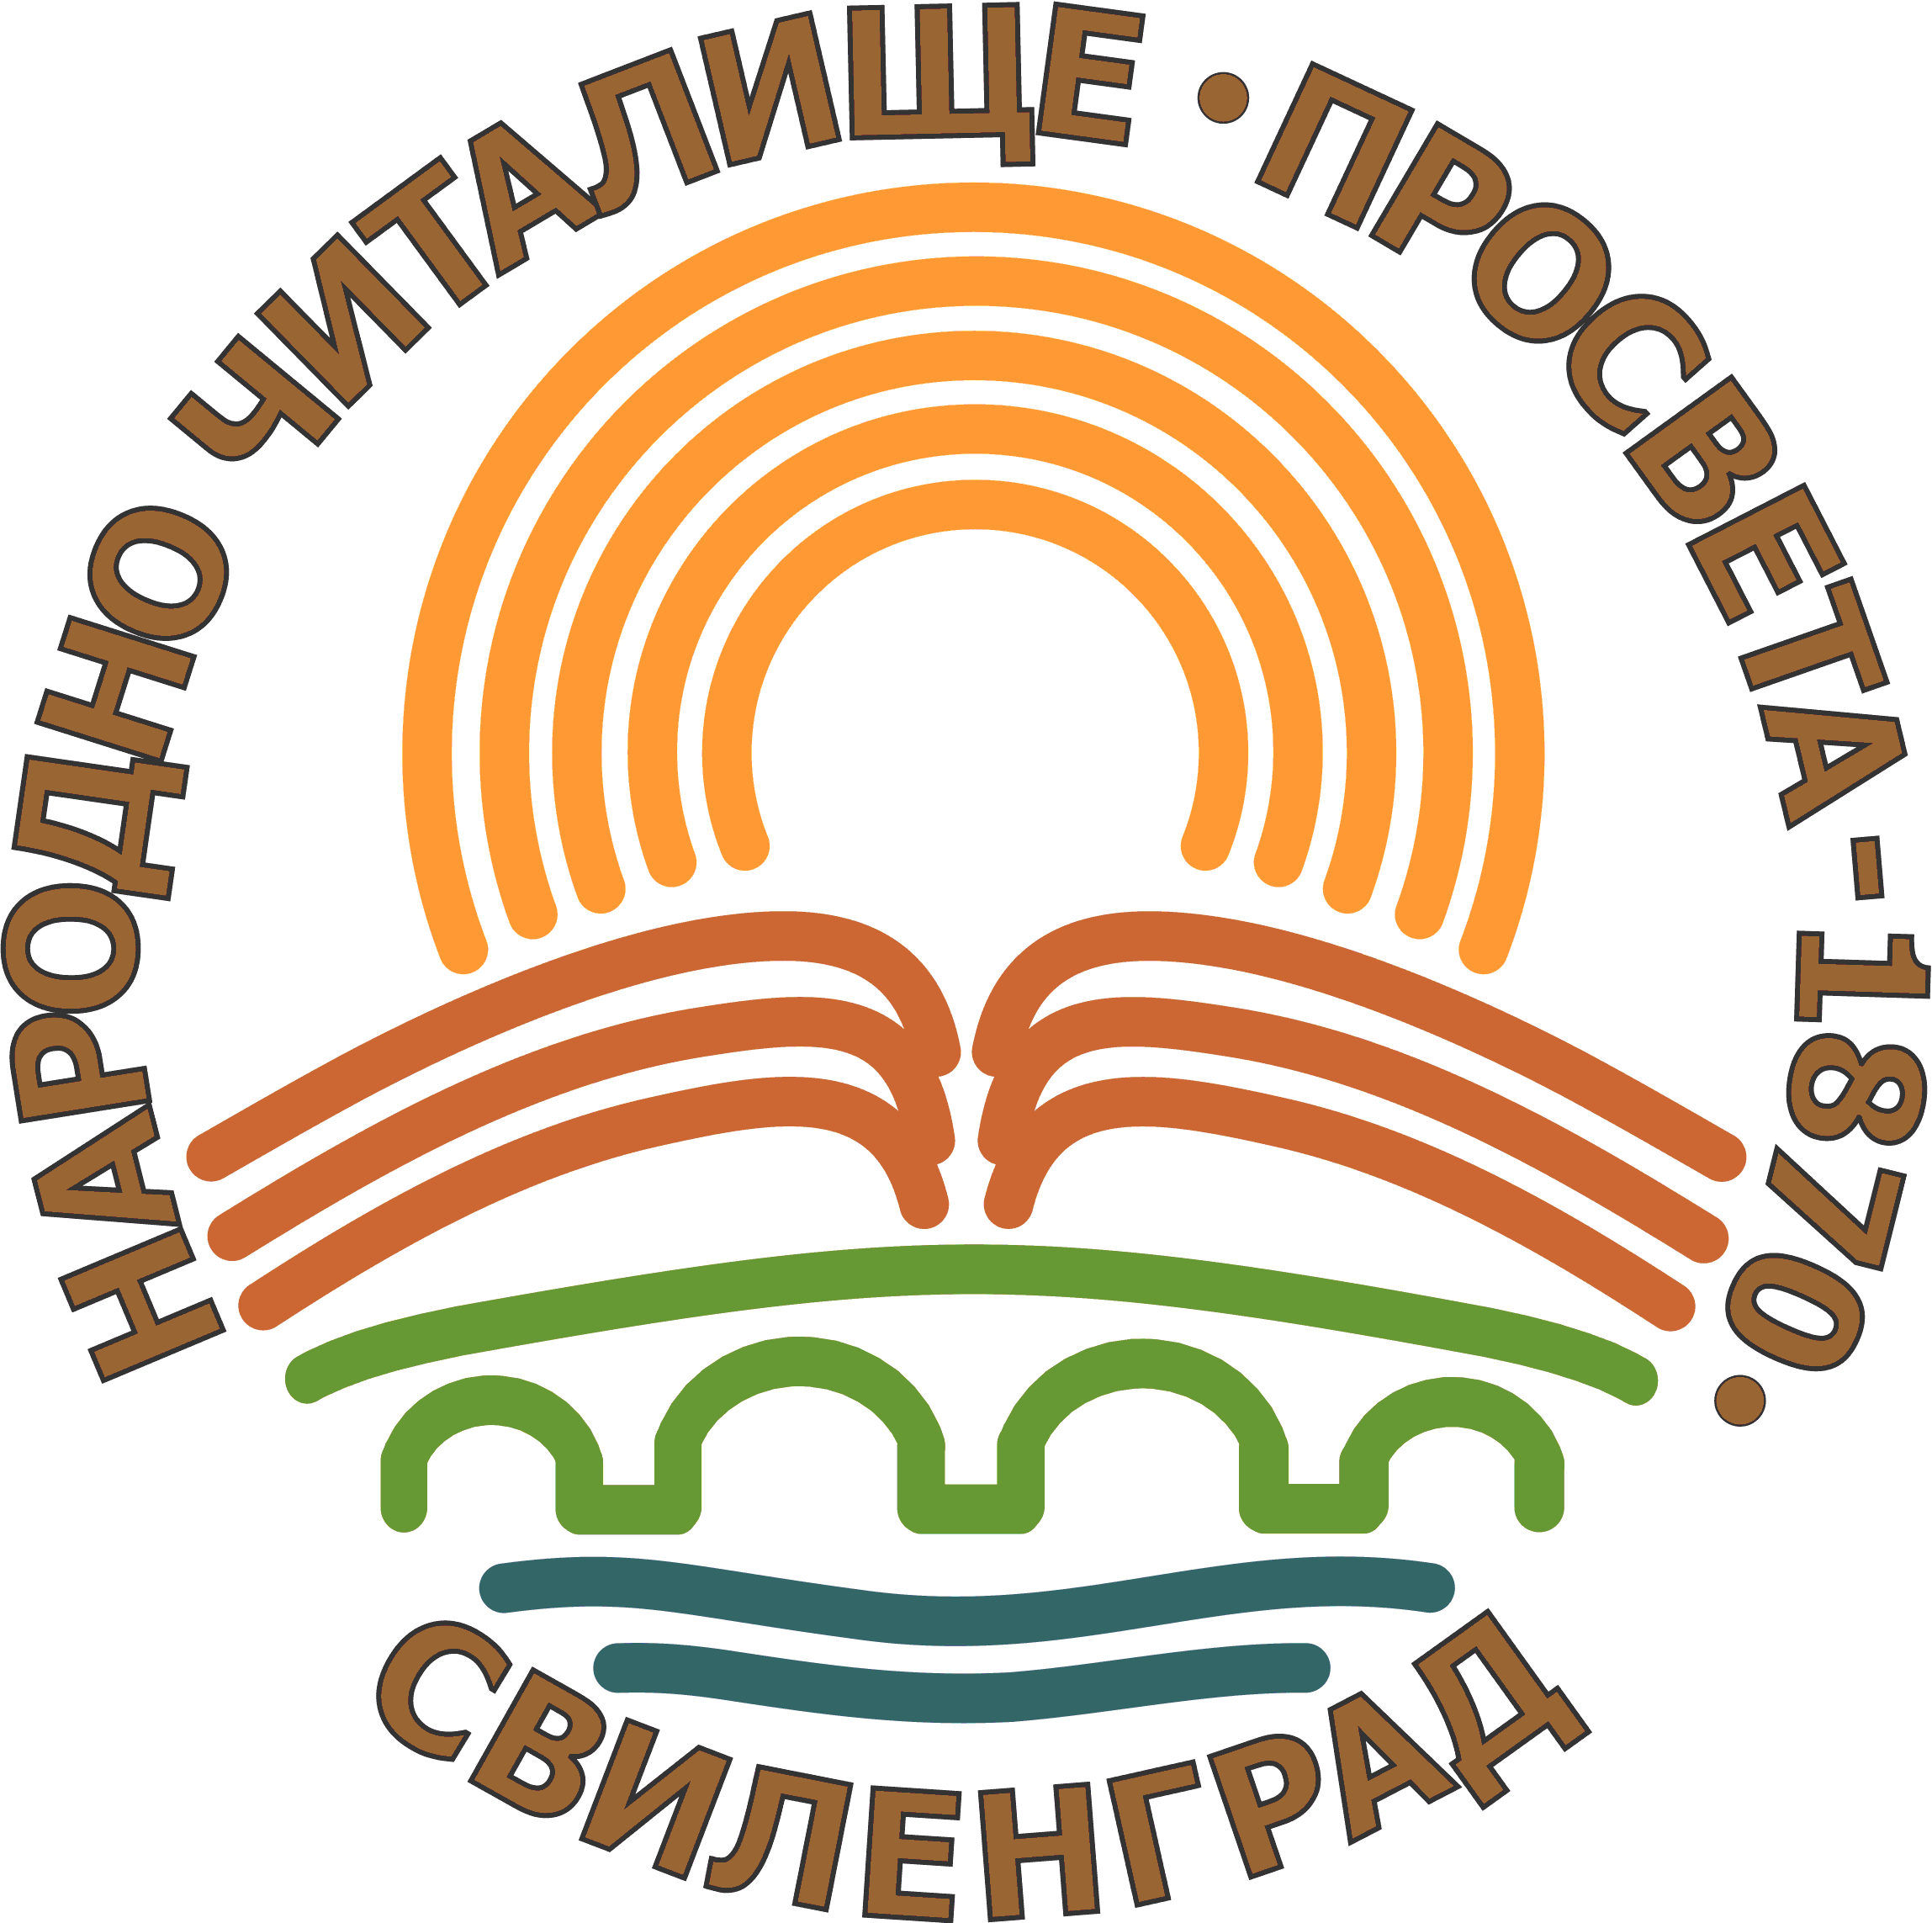 НАРОДНО ЧИТАЛИЩЕ • ПРОСВЕТА - 1870 •
СВИЛЕНГРАД